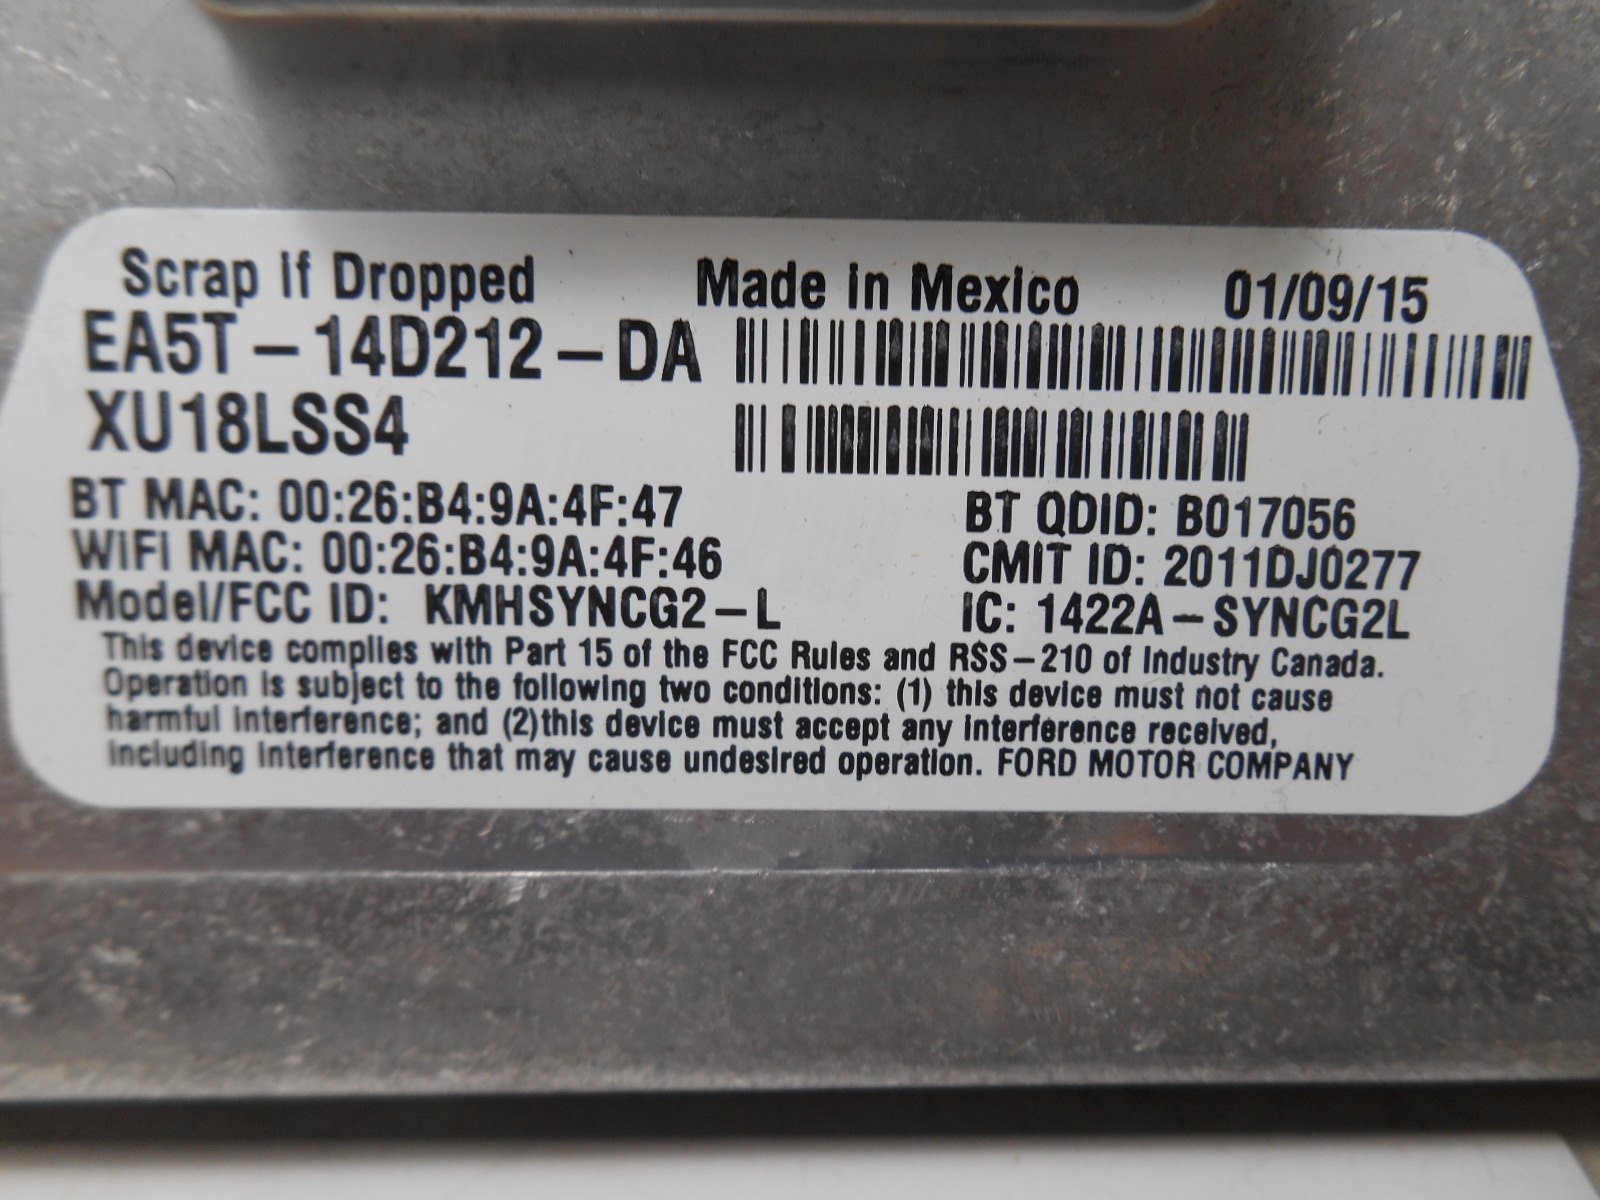 Scrap if Dropped Made in Mexico 01/09/15
EA5T-14D212-DA
XU18LSS4
BT MAC: 00:26:B4:9A:4F:47 BT QDID: B017056
WiFi MAC: 00:26:B4:9A:4F:46 CMIT ID: 2011DJ0277
Model/FCC ID: KMHSYNCG2-L IC: 1422A-SYNCG2L
This device complies with Part 15 of the FCC Rules and RSS-210 of Industry Canada.
Operation is subject to the following two conditions: (1) this device must not cause
harmful interference; and (2)this device must accept any interference received,
including interference that may cause undesired operation. FORD MOTOR COMPANY